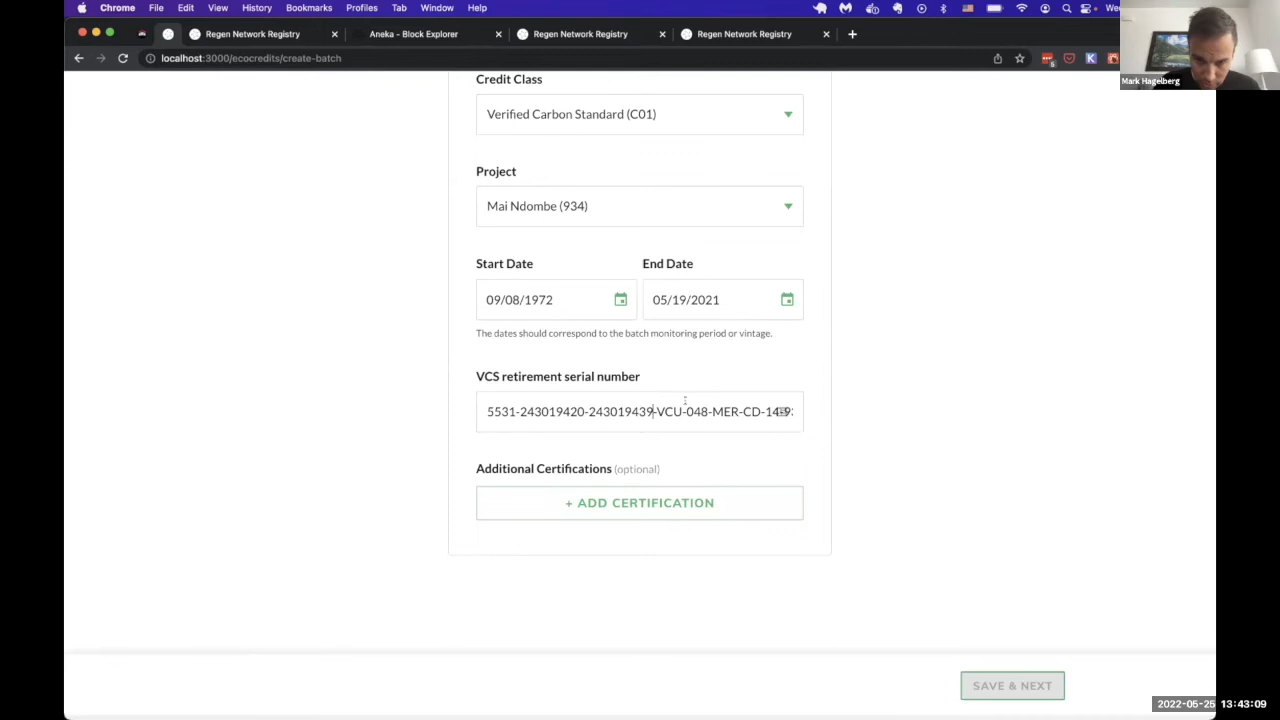 Chrome File Edit View History Bookmarks Profiles Tab Window Help
Regen Network Registry
Aneka - Block Explorer
Regen Network Registry
Regen Network Registry
localhost:3000/ecocredits/create-batch
Mark Hagelberg
Credit Class
Verified Carbon Standard (C01)
Project
Mai Ndombe (934)
Start Date End Date
09/08/1972 05/19/2021
The dates should correspond to the batch monitoring period or vintage.
VCS retirement serial number
5531-243019420-243019439-VCU-048-MER-CD-14-9
Additional Certifications (optional)
+ ADD CERTIFICATION
SAVE & NEXT
2022-05-25 13:43:09